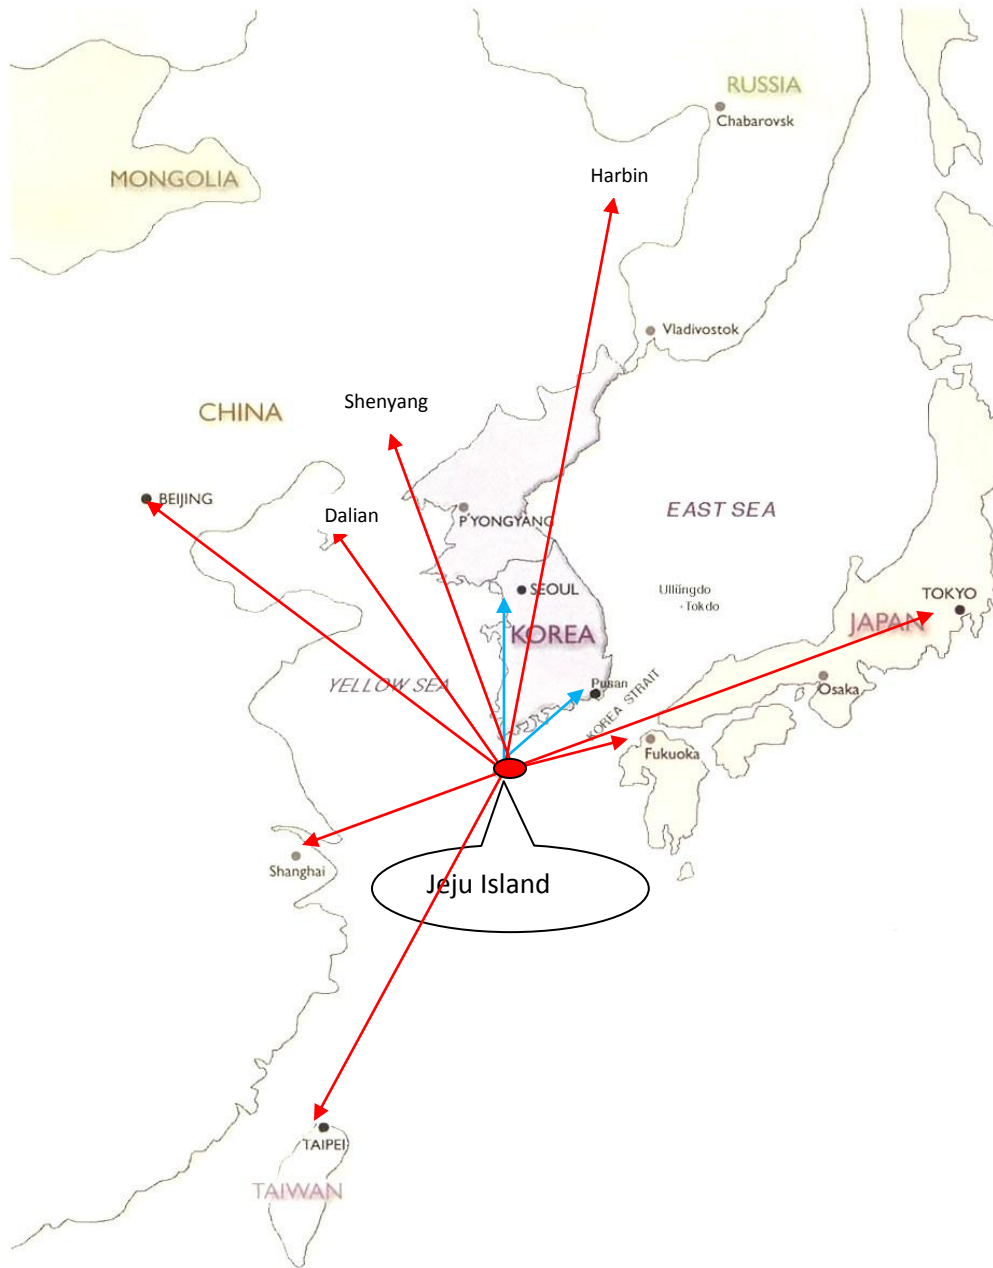 RUSSIA
Chabarovsk
Harbin
MONGOLIA
Vladivostok
Shenyang
CHINA
BEIJING
Dalian
P'YONGYANG
EAST SEA
SEOUL
Ullŭngdo
Tokdo
TOKYO
KOREA
JAPAN
YELLOW SEA
Pusan
KOREA STRAIT
Osaka
Fukuoka
Shanghai
Jeju Island
TAIPEI
TAIWAN